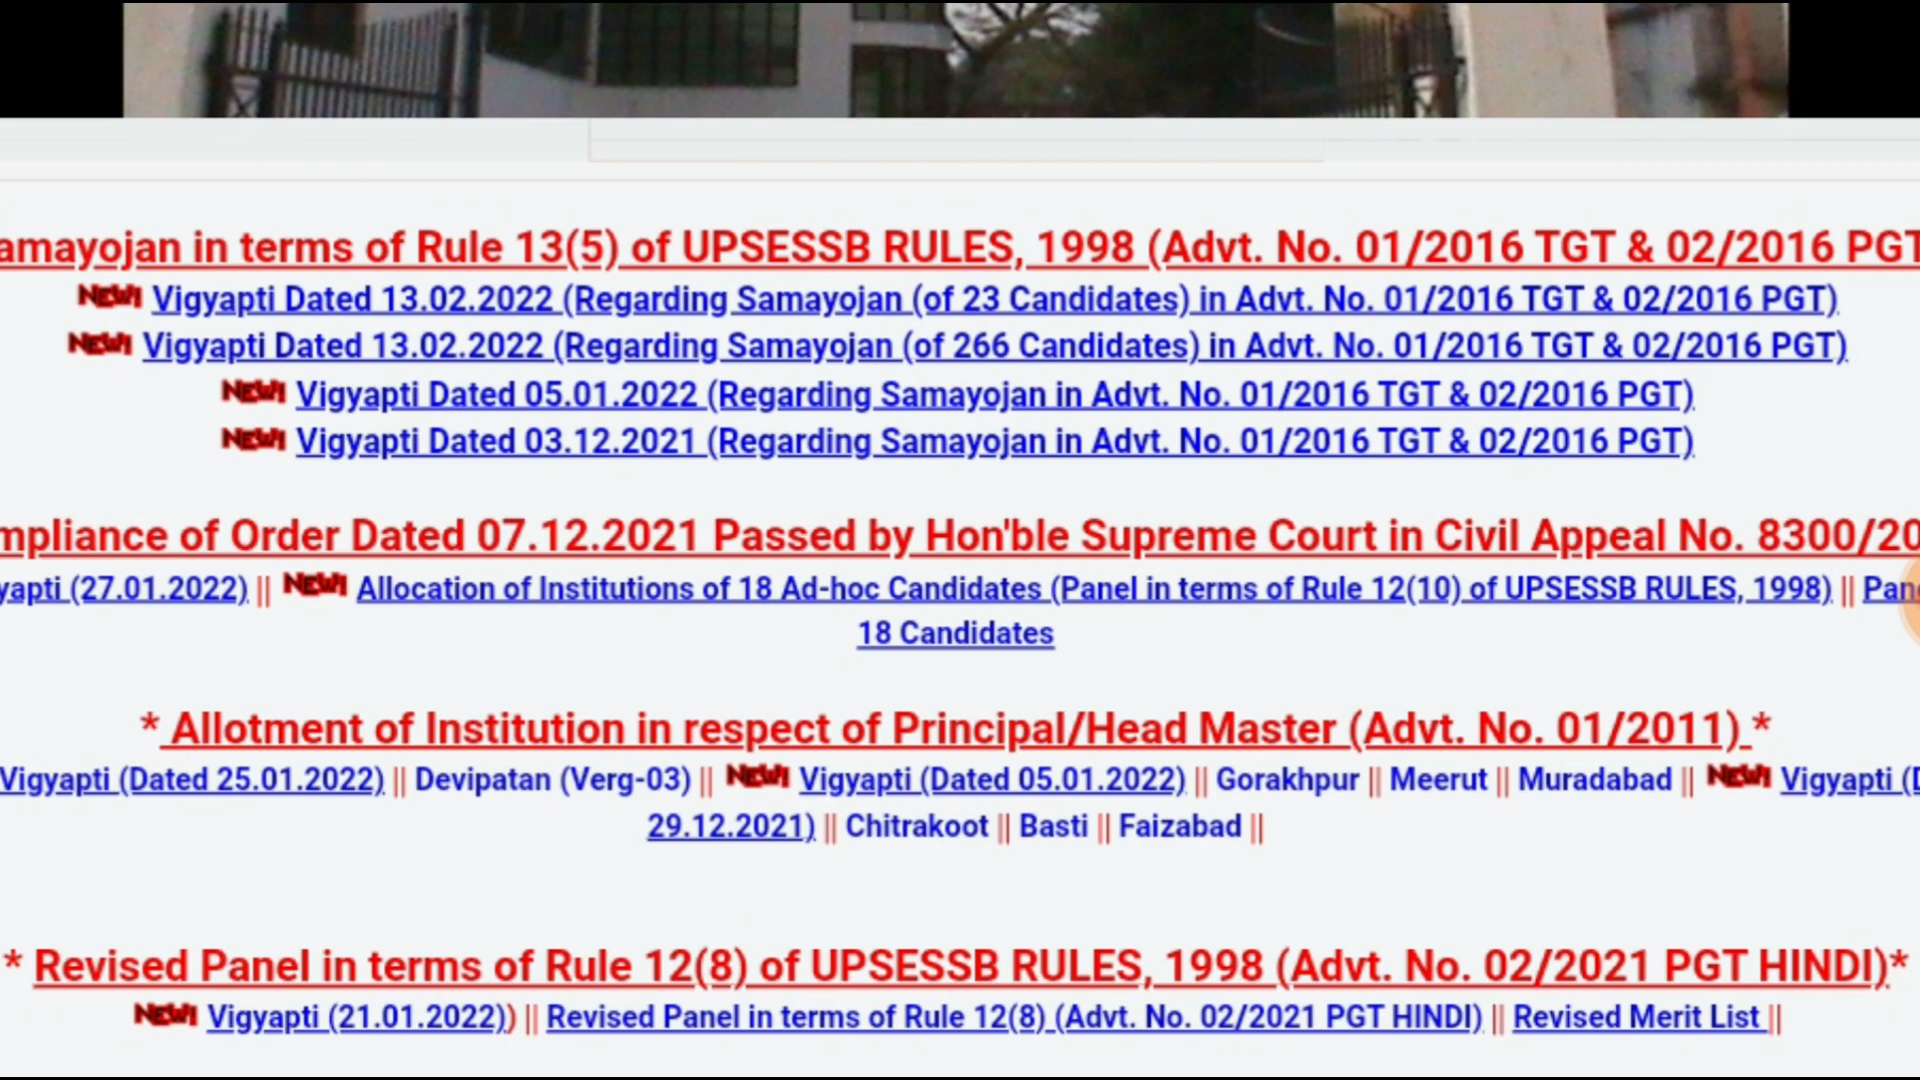 amayojan in terms of Rule 13(5) of UPSESSB RULES, 1998 (Advt. No. 01/2016 TGT & 02/2016 PGT
NEW! Vigyapti Dated 13.02.2022 (Regarding Samayojan (of 23 Candidates) in Advt. No. 01/2016 TGT & 02/2016 PGT)
NEW! Vigyapti Dated 13.02.2022 (Regarding Samayojan (of 266 Candidates) in Advt. No. 01/2016 TGT & 02/2016 PGT)
NEW! Vigyapti Dated 05.01.2022 (Regarding Samayojan in Advt. No. 01/2016 TGT & 02/2016 PGT)
NEW! Vigyapti Dated 03.12.2021 (Regarding Samayojan in Advt. No. 01/2016 TGT & 02/2016 PGT)
mpliance of Order Dated 07.12.2021 Passed by Hon'ble Supreme Court in Civil Appeal No. 8300/20
yapti (27.01.2022) || NEW! Allocation of Institutions of 18 Ad-hoc Candidates (Panel in terms of Rule 12(10) of UPSESSB RULES, 1998) || Pan
18 Candidates
* Allotment of Institution in respect of Principal/Head Master (Advt. No. 01/2011) *
Vigyapti (Dated 25.01.2022) || Devipatan (Verg-03) || NEW! Vigyapti (Dated 05.01.2022) || Gorakhpur || Meerut || Muradabad || NEW! Vigyapti (D
29.12.2021) || Chitrakoot || Basti || Faizabad ||
* Revised Panel in terms of Rule 12(8) of UPSESSB RULES, 1998 (Advt. No. 02/2021 PGT HINDI)*
NEW! Vigyapti (21.01.2022)) || Revised Panel in terms of Rule 12(8) (Advt. No. 02/2021 PGT HINDI) || Revised Merit List ||